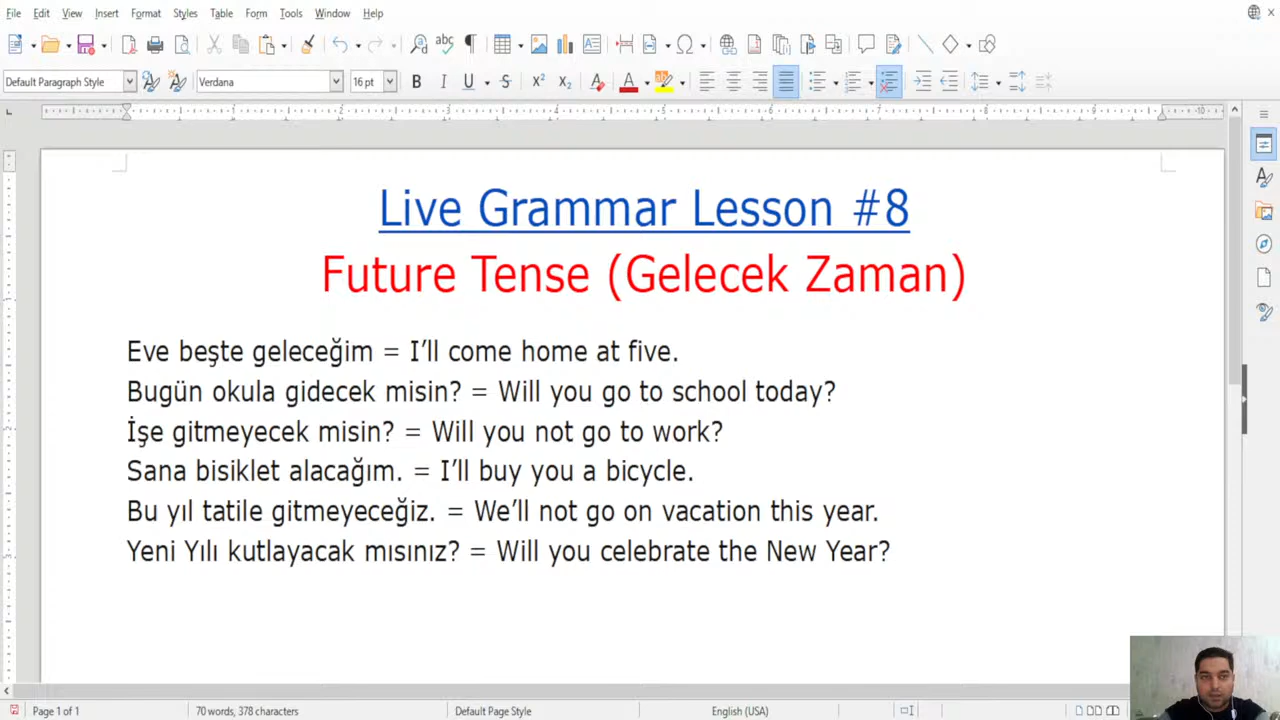 File Edit View Insert Format Styles Table Form Tools Window Help
Default Paragraph Style Verdana 16 pt
Live Grammar Lesson #8
Future Tense (Gelecek Zaman)
Eve beşte geleceğim = I’ll come home at five.
Bugün okula gidecek misin? = Will you go to school today?
İşe gitmeyecek misin? = Will you not go to work?
Sana bisiklet alacağım. = I’ll buy you a bicycle.
Bu yıl tatile gitmeyeceğiz. = We’ll not go on vacation this year.
Yeni Yılı kutlayacak mısınız? = Will you celebrate the New Year?
Page 1 of 1 70 words, 378 characters Default Page Style English (USA)